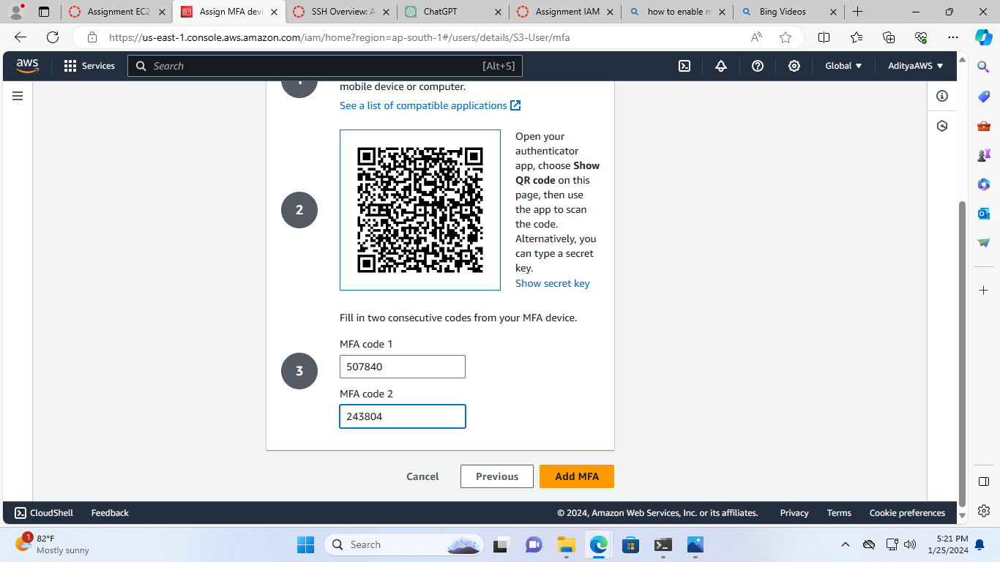 Assignment EC2
Assign MFA devi
SSH Overview: A
ChatGPT
Assignment IAM
how to enable m
Bing Videos
https://us-east-1.console.aws.amazon.com/iam/home?region=ap-south-1#/users/details/S3-User/mfa
aws
Services
Search
[Alt+S]
Global
AdityaAWS
1
mobile device or computer.
See a list of compatible applications
2
Open your
authenticator
app, choose Show
QR code on this
page, then use
the app to scan
the code.
Alternatively, you
can type a secret
key.
Show secret key
3
Fill in two consecutive codes from your MFA device.
MFA code 1
507840
MFA code 2
243804
Cancel
Previous
Add MFA
CloudShell
Feedback
© 2024, Amazon Web Services, Inc. or its affiliates.
Privacy
Terms
Cookie preferences
1
82°F
Mostly sunny
Search
5:21 PM
1/25/2024